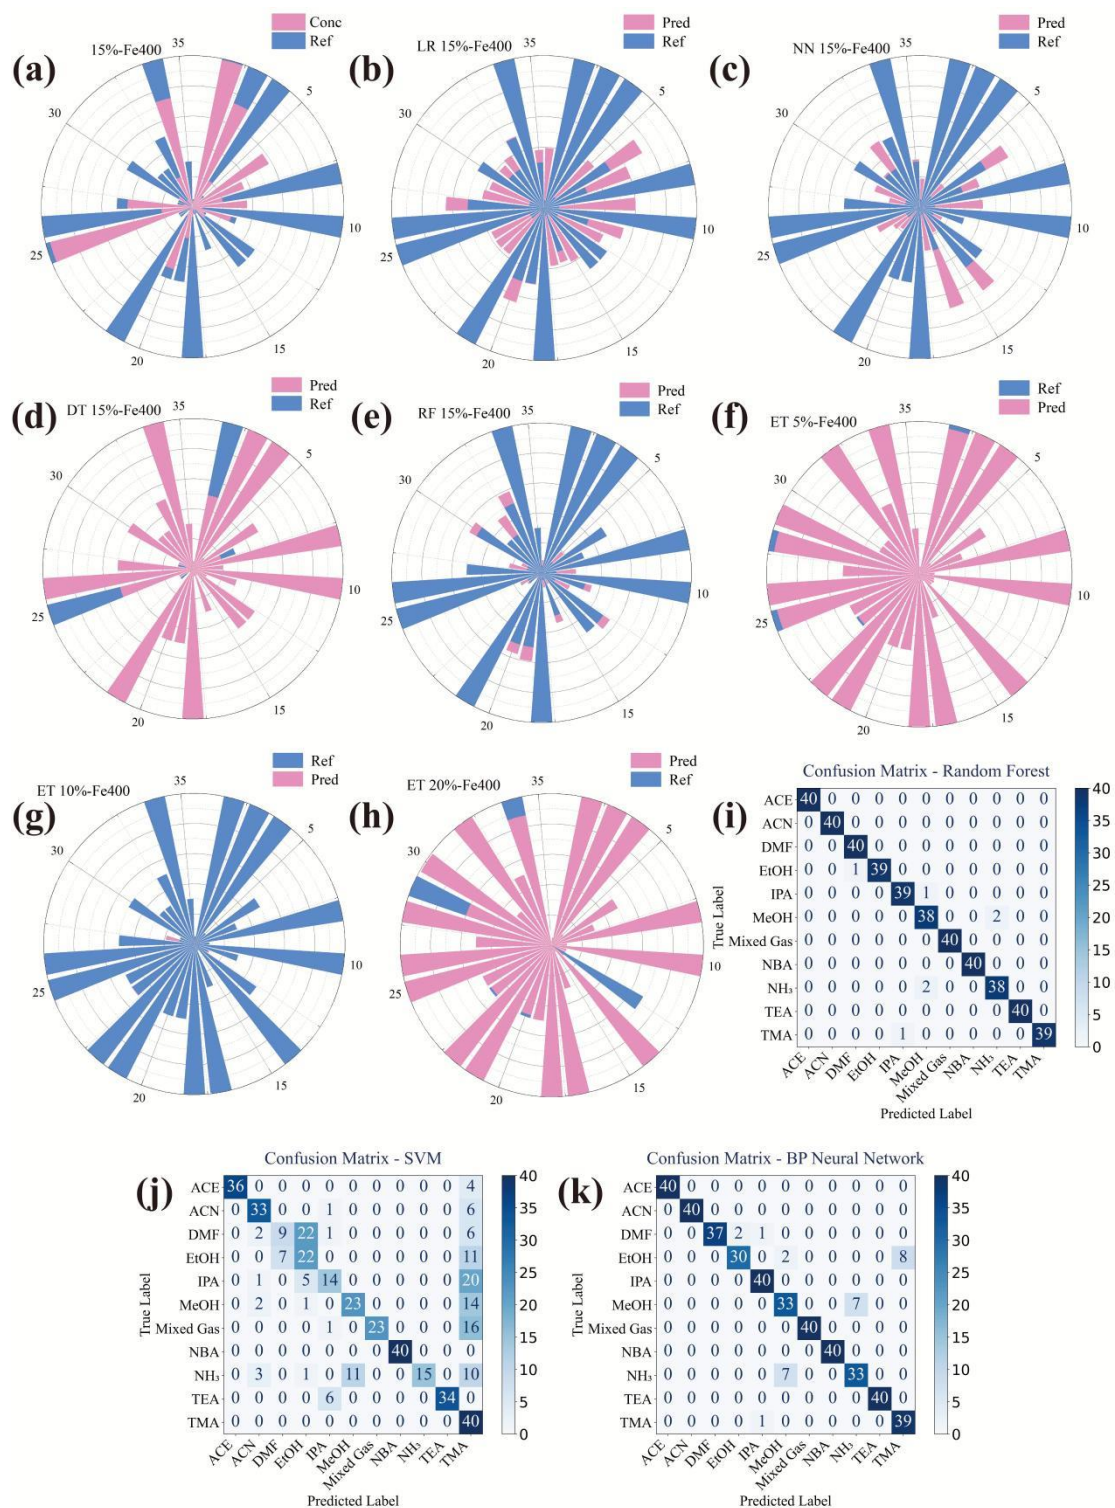 (a)
15%-Fe400
Conc
Ref
35
5
10
15
20
25
30
(b)
LR 15%-Fe400
Pred
Ref
35
5
10
15
20
25
30
(c)
NN 15%-Fe400
Pred
Ref
35
5
10
15
20
25
30
(d)
DT 15%-Fe400
Pred
Ref
35
5
10
15
20
25
30
(e)
RF 15%-Fe400
Pred
Ref
35
5
10
15
20
25
30
(f)
ET 5%-Fe400
Ref
Pred
35
5
10
15
20
25
30
(g)
ET 10%-Fe400
Ref
Pred
35
5
10
15
20
25
30
(h)
ET 20%-Fe400
Pred
Ref
35
5
10
15
20
25
30
(i)
Confusion Matrix - Random Forest
True Label
ACE 40 0 0 0 0 0 0 0 0 0 0
ACN 0 40 0 0 0 0 0 0 0 0 0
DMF 0 0 40 0 0 0 0 0 0 0 0
EtOH 0 0 1 39 0 0 0 0 0 0 0
IPA 0 0 0 0 39 1 0 0 0 0 0
MeOH 0 0 0 0 0 38 0 0 2 0 0
Mixed Gas 0 0 0 0 0 0 40 0 0 0 0
NBA 0 0 0 0 0 0 0 40 0 0 0
NH₃ 0 0 0 0 0 2 0 0 38 0 0
TEA 0 0 0 0 0 0 0 0 0 40 0
TMA 0 0 0 0 1 0 0 0 0 0 39
ACE ACN DMF EtOH IPA MeOH Mixed Gas NBA NH₃ TEA TMA
Predicted Label
40
35
30
25
20
15
10
5
0
(j)
Confusion Matrix - SVM
True Label
ACE 36 0 0 0 0 0 0 0 0 0 4
ACN 0 33 0 0 1 0 0 0 0 0 6
DMF 0 2 9 22 1 0 0 0 0 0 6
EtOH 0 0 7 22 0 0 0 0 0 0 11
IPA 0 1 0 5 14 0 0 0 0 0 20
MeOH 0 2 0 1 0 23 0 0 0 0 14
Mixed Gas 0 0 0 0 1 0 23 0 0 0 16
NBA 0 0 0 0 0 0 0 40 0 0 0
NH₃ 0 3 0 1 0 11 0 0 15 0 10
TEA 0 0 0 0 6 0 0 0 0 34 0
TMA 0 0 0 0 0 0 0 0 0 0 40
ACE ACN DMF EtOH IPA MeOH Mixed Gas NBA NH₃ TEA TMA
Predicted Label
40
35
30
25
20
15
10
5
0
(k)
Confusion Matrix - BP Neural Network
True Label
ACE 40 0 0 0 0 0 0 0 0 0 0
ACN 0 40 0 0 0 0 0 0 0 0 0
DMF 0 0 37 2 1 0 0 0 0 0 0
EtOH 0 0 0 30 0 2 0 0 0 0 8
IPA 0 0 0 0 40 0 0 0 0 0 0
MeOH 0 0 0 0 0 33 0 0 7 0 0
Mixed Gas 0 0 0 0 0 0 40 0 0 0 0
NBA 0 0 0 0 0 0 0 40 0 0 0
NH₃ 0 0 0 0 0 7 0 0 33 0 0
TEA 0 0 0 0 0 0 0 0 0 40 0
TMA 0 0 0 0 1 0 0 0 0 0 39
ACE ACN DMF EtOH IPA MeOH Mixed Gas NBA NH₃ TEA TMA
Predicted Label
40
35
30
25
20
15
10
5
0